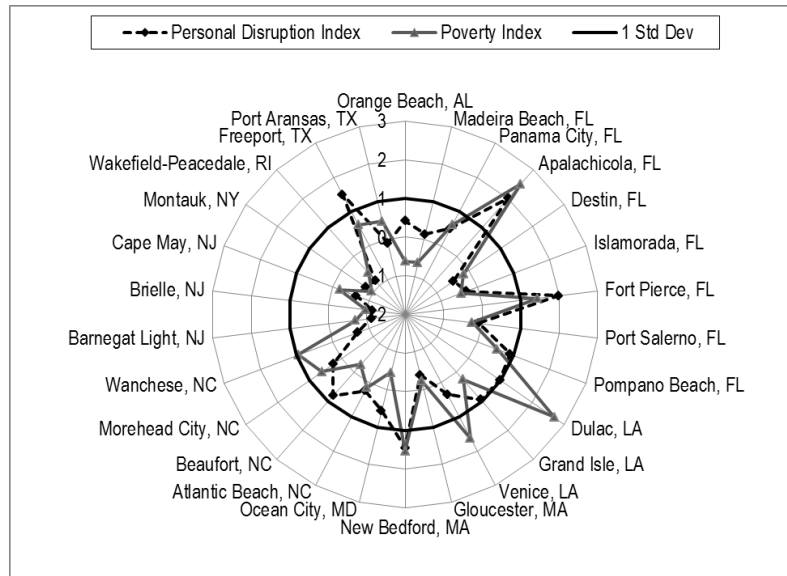 Personal Disruption Index
Poverty Index
1 Std Dev
Orange Beach, AL
Madeira Beach, FL
Panama City, FL
Apalachicola, FL
Destin, FL
Islamorada, FL
Fort Pierce, FL
Port Salerno, FL
Pompano Beach, FL
Dulac, LA
Grand Isle, LA
Venice, LA
Gloucester, MA
New Bedford, MA
Ocean City, MD
Atlantic Beach, NC
Beaufort, NC
Morehead City, NC
Wanchese, NC
Barnegat Light, NJ
Brielle, NJ
Cape May, NJ
Montauk, NY
Wakefield-Peacedale, RI
Freeport, TX
Port Aransas, TX
3
2
1
0
-1
-2